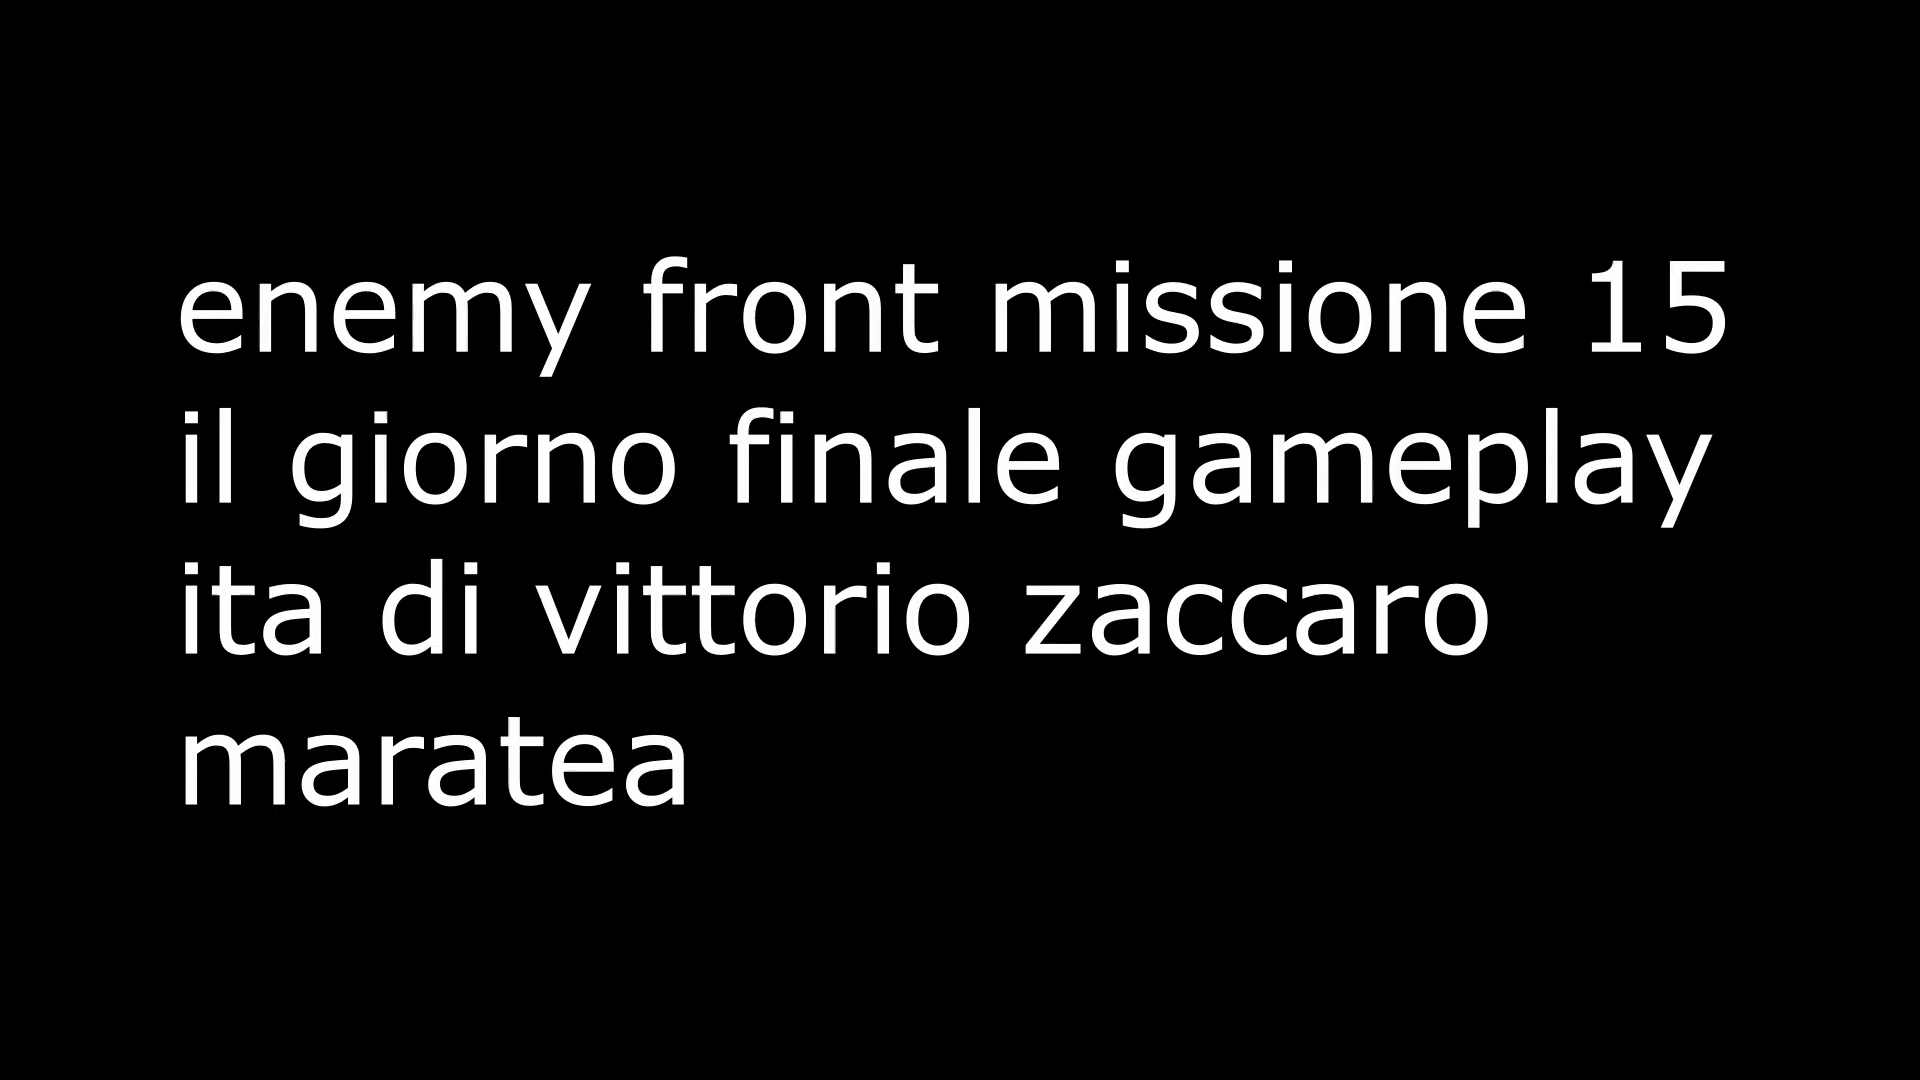 enemy front missione 15
il giorno finale gameplay
ita di vittorio zaccaro
maratea